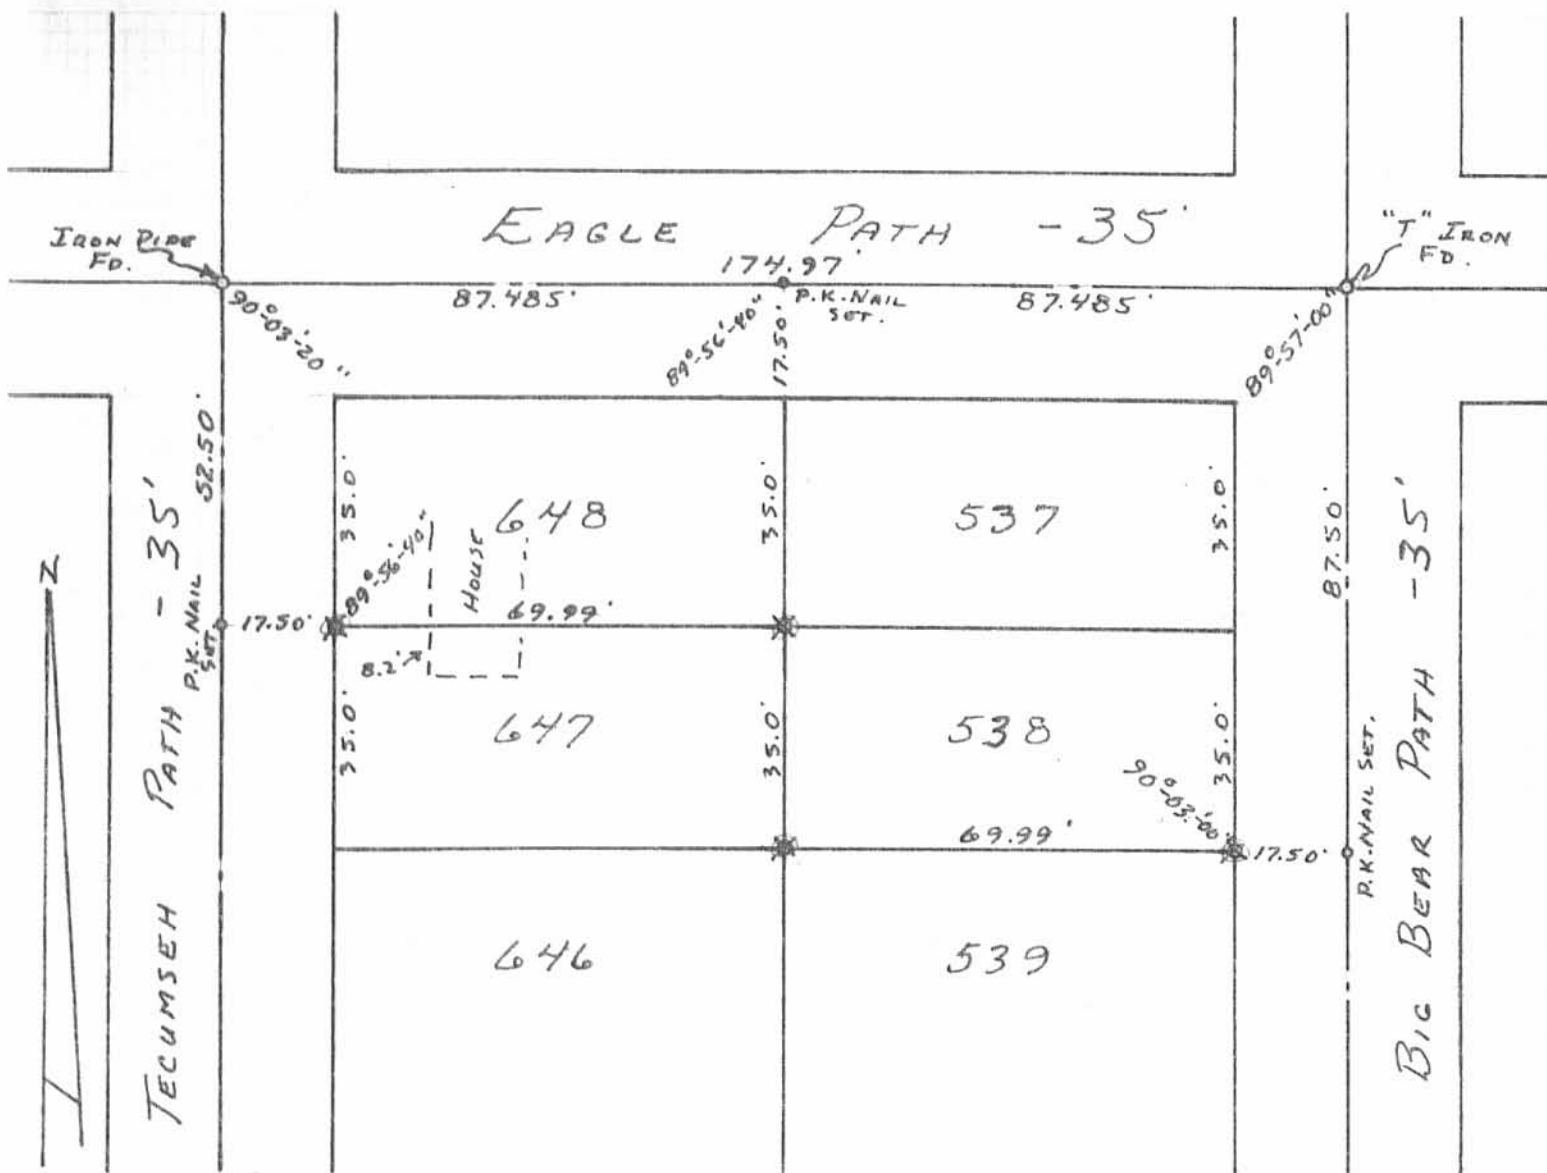 EAGLE PATH - 35'
IRON PIPE
FD.
"T" IRON
FD.
174.97'
87.485'
P.K. NAIL
SET.
87.485'
90°-03'-20"
89°-56'-40"
17.50'
89°-57'-00"
52.50'
35.0'
648
35.0'
537
35.0'
87.50'
89°-56'-40"
HOUSE
P.K. NAIL
SET.
17.50'
69.99'
8.2'
N
35.0'
647
35.0'
538
35.0'
90°-03'-00"
69.99'
17.50'
P.K. NAIL SET.
646
539
TECUMSEH PATH - 35'
BIG BEAR PATH - 35'